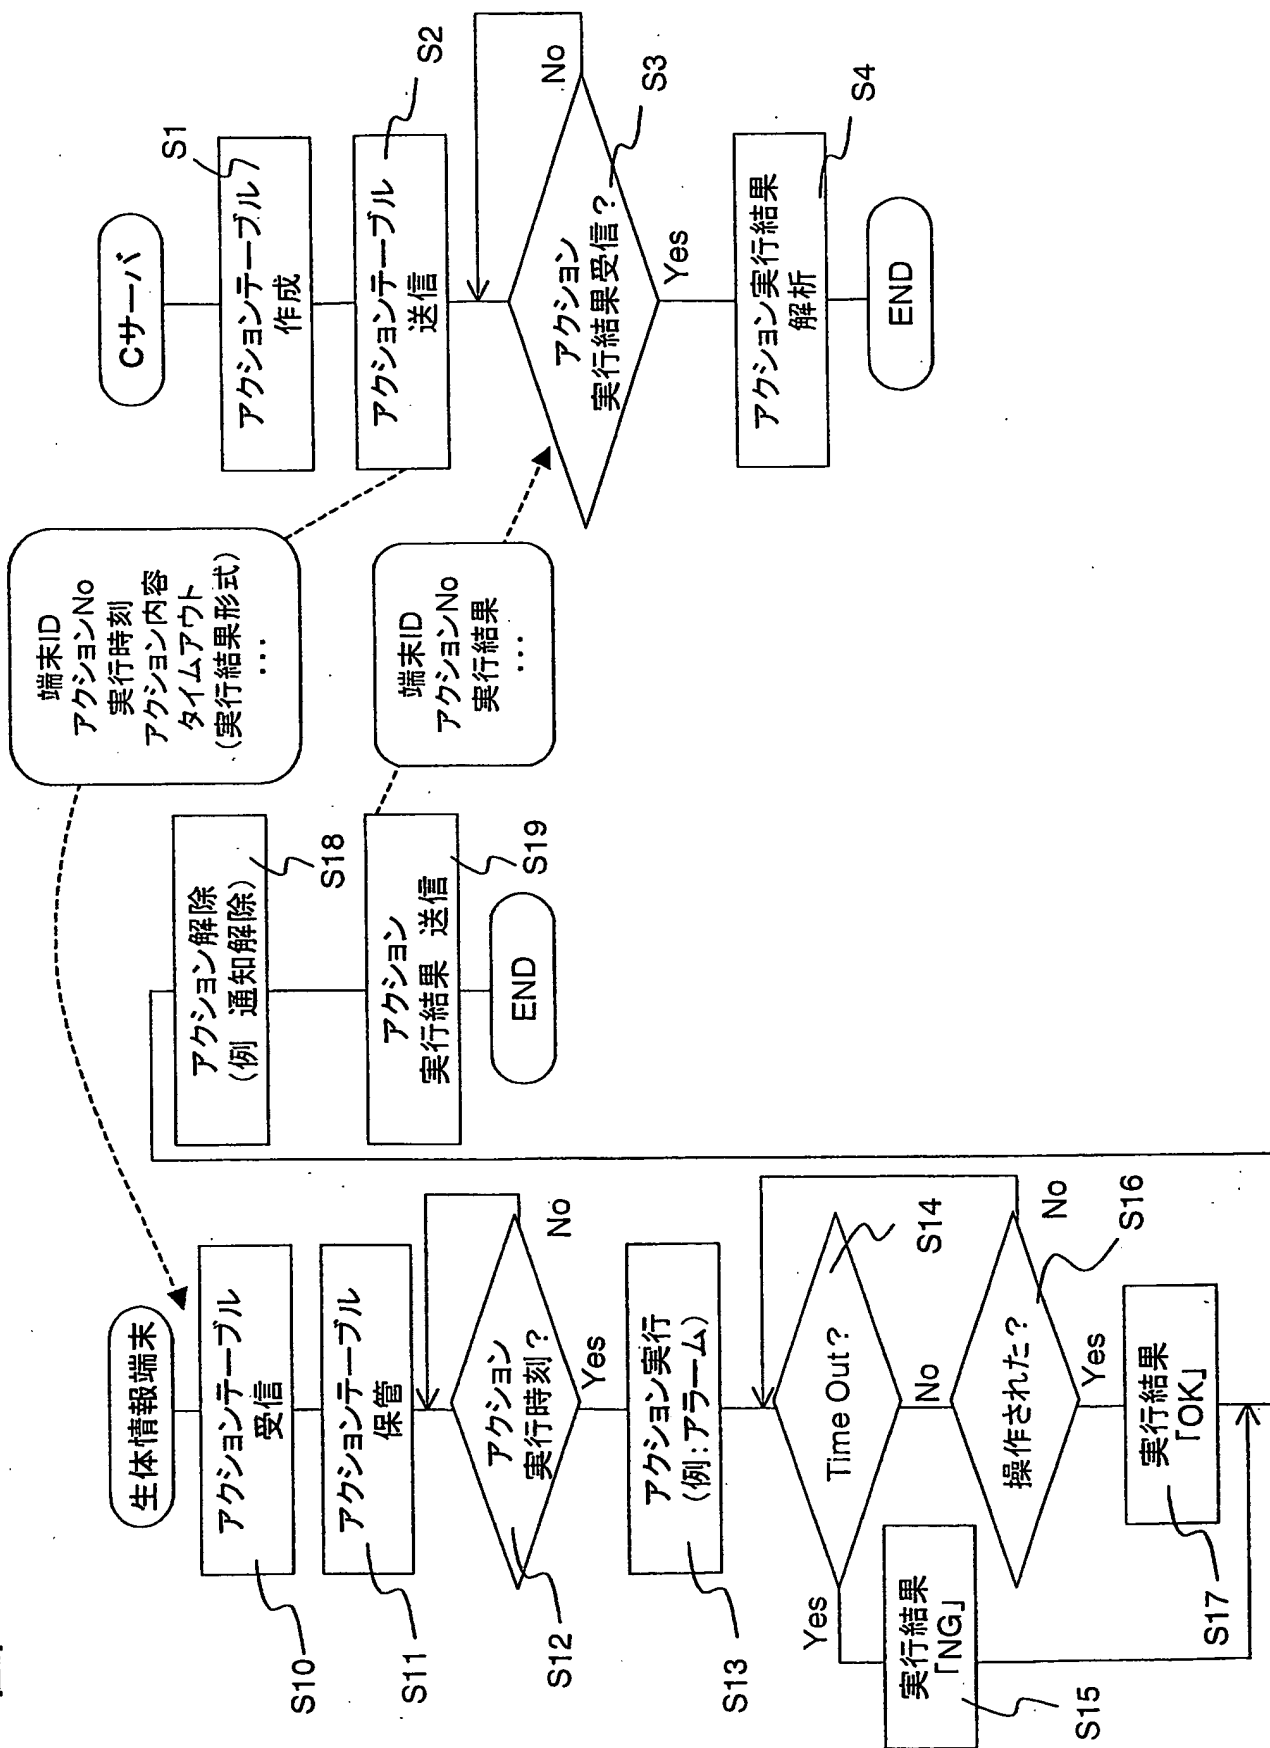 生体情報端末
アクションテーブル
受信
S10
アクションテーブル
保管
S11
アクション
実行時刻?
S12
No
Yes
アクション実行
(例:アラーム)
S13
Time Out?
S14
Yes
No
実行結果
「NG」
S15
操作された?
S16
No
Yes
実行結果
「OK」
S17
アクション解除
(例 通知解除)
S18
アクション
実行結果 送信
S19
END
端末ID
アクションNo
実行時刻
アクション内容
タイムアウト
(実行結果形式)
・・・
端末ID
アクションNo
実行結果
・・・
Cサーバ
アクションテーブル
作成
S1
アクションテーブル
送信
S2
アクション
実行結果受信?
S3
No
Yes
アクション実行結果
解析
S4
END